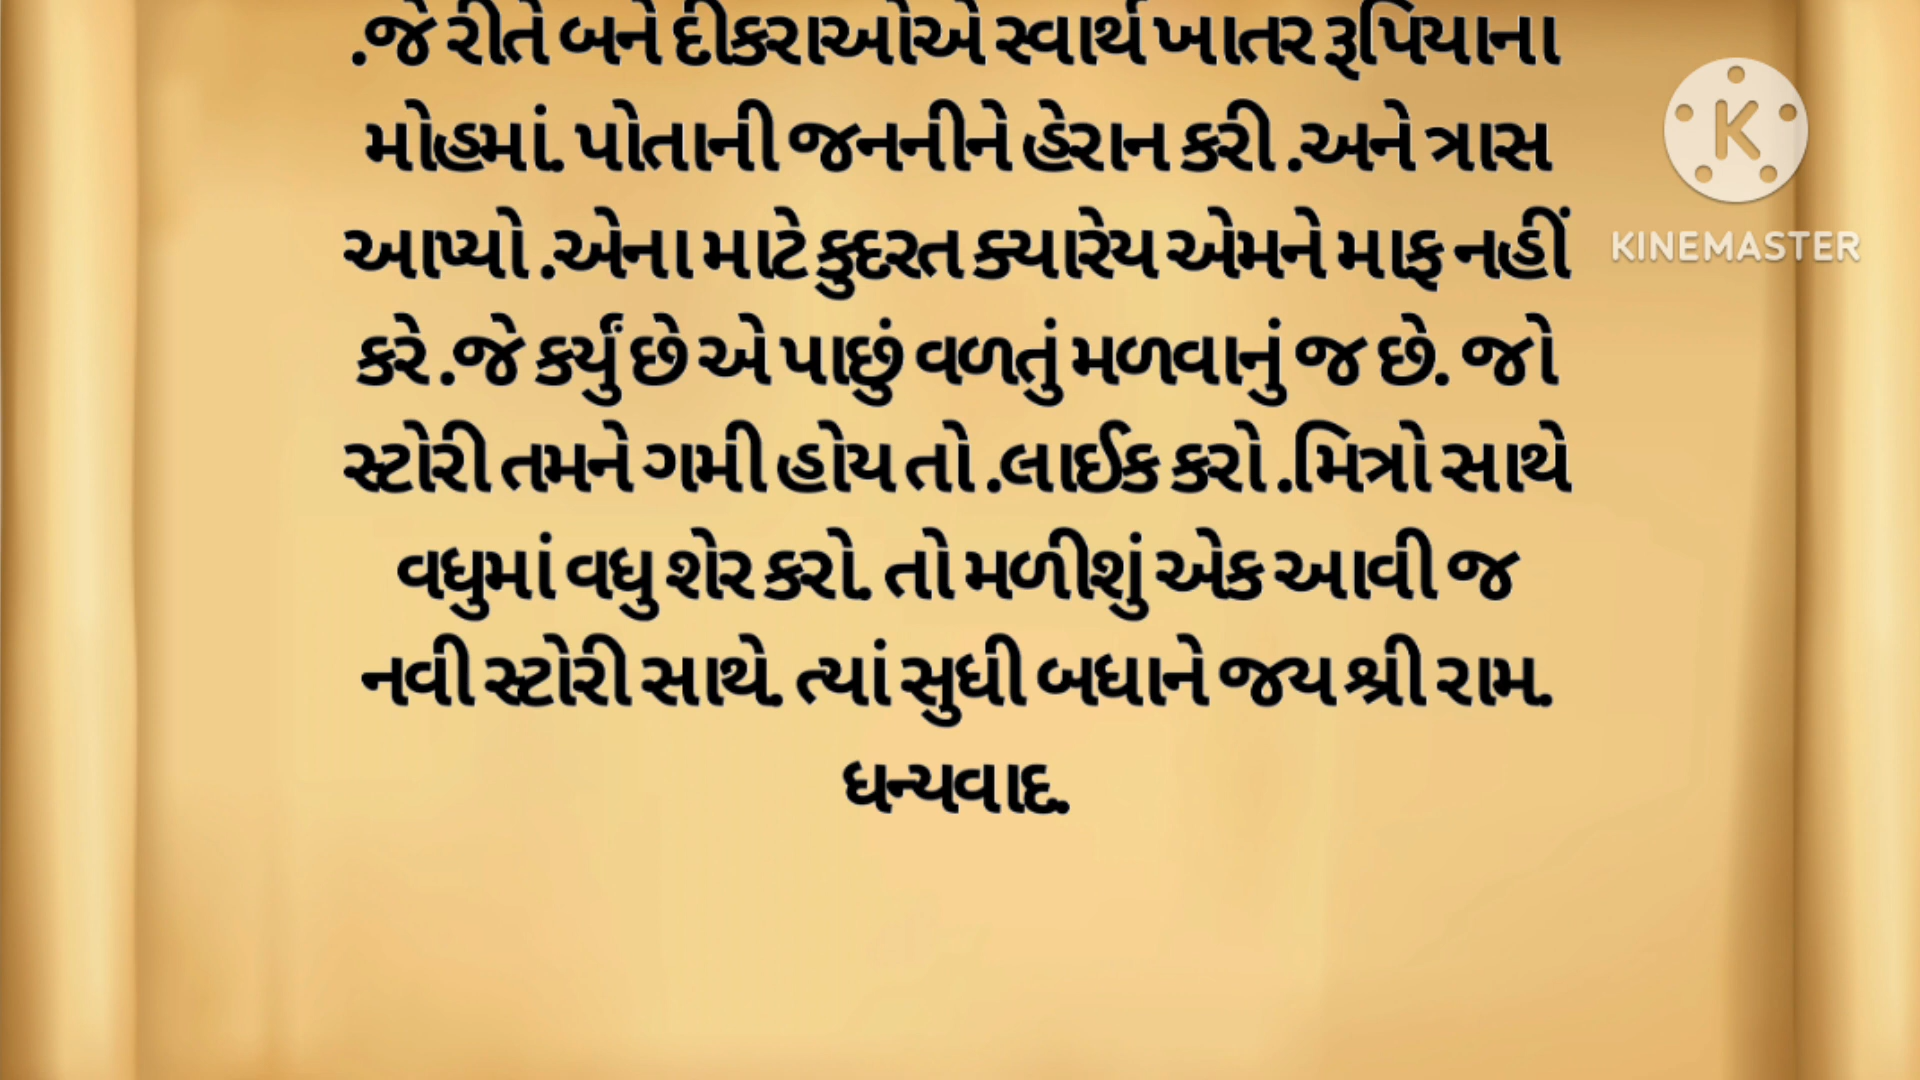 .જે રીતે બને દીકરાઓએ સ્વાર્થ ખાતર રૂપિયાના
મોહમાં. પોતાની જનનીને હેરાન કરી .અને ત્રાસ
આપ્યો .એના માટે કુદરત ક્યારેય એમને માફ નહીં
કરે .જે કર્યું છે એ પાછું વળતું મળવાનું જ છે. જો
સ્ટોરી તમને ગમી હોય તો .લાઈક કરો .મિત્રો સાથે
વધુમાં વધુ શેર કરો. તો મળીશું એક આવી જ
નવી સ્ટોરી સાથે. ત્યાં સુધી બધાને જય શ્રી રામ.
ધન્યવાદ.
K
KINEMASTER